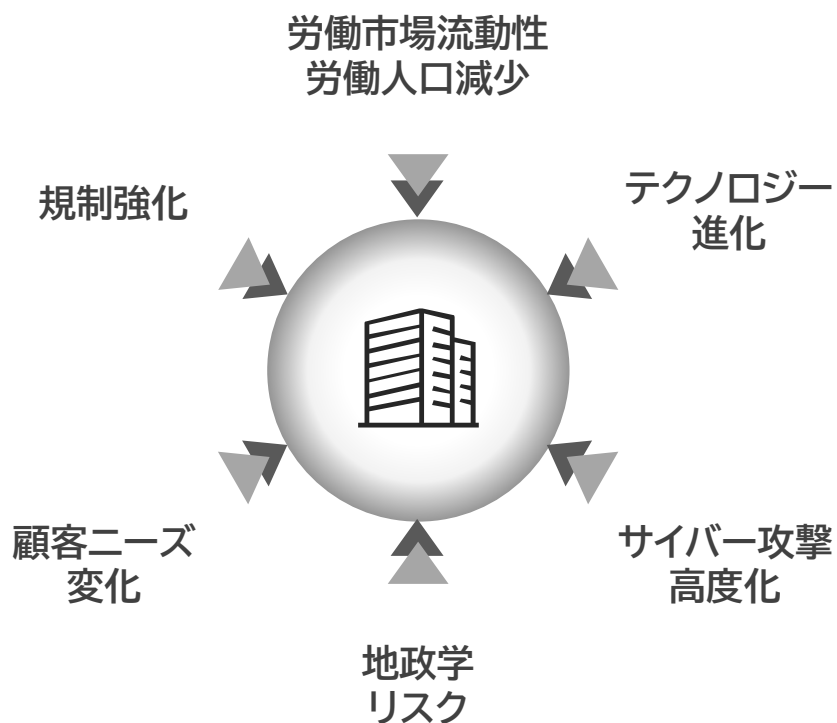 労働市場流動性
労働人口減少
規制強化
テクノロジー
進化
顧客ニーズ
変化
サイバー攻撃
高度化
地政学
リスク